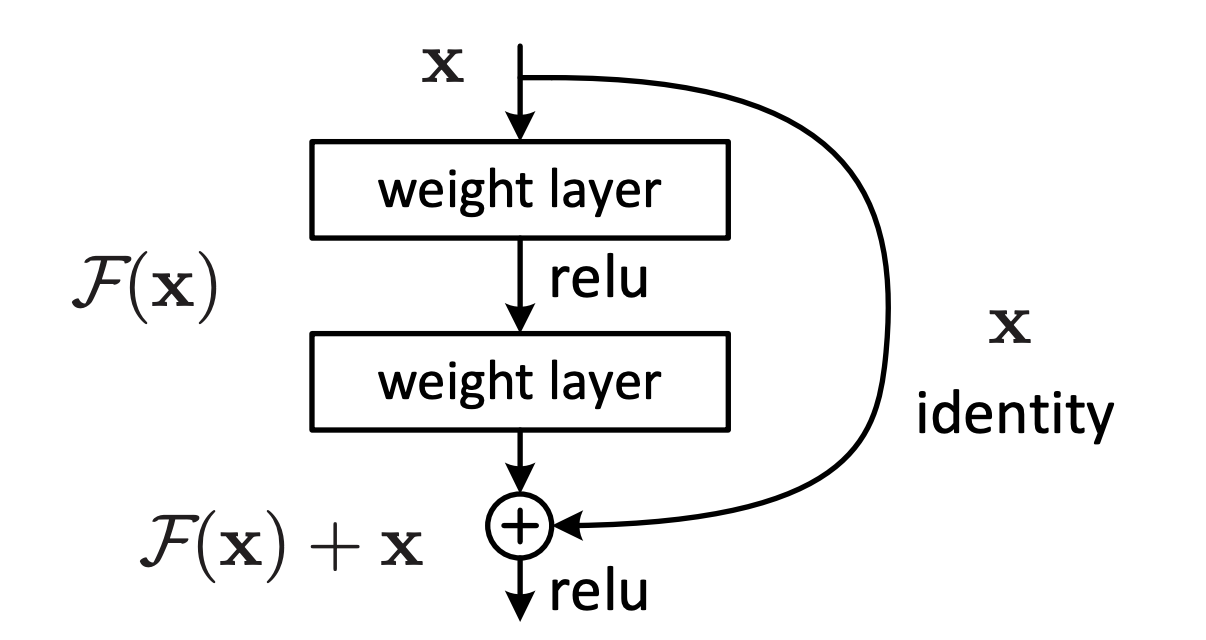 x
weight layer
F(x)
relu
x
weight layer
identity
F(x) + x
relu